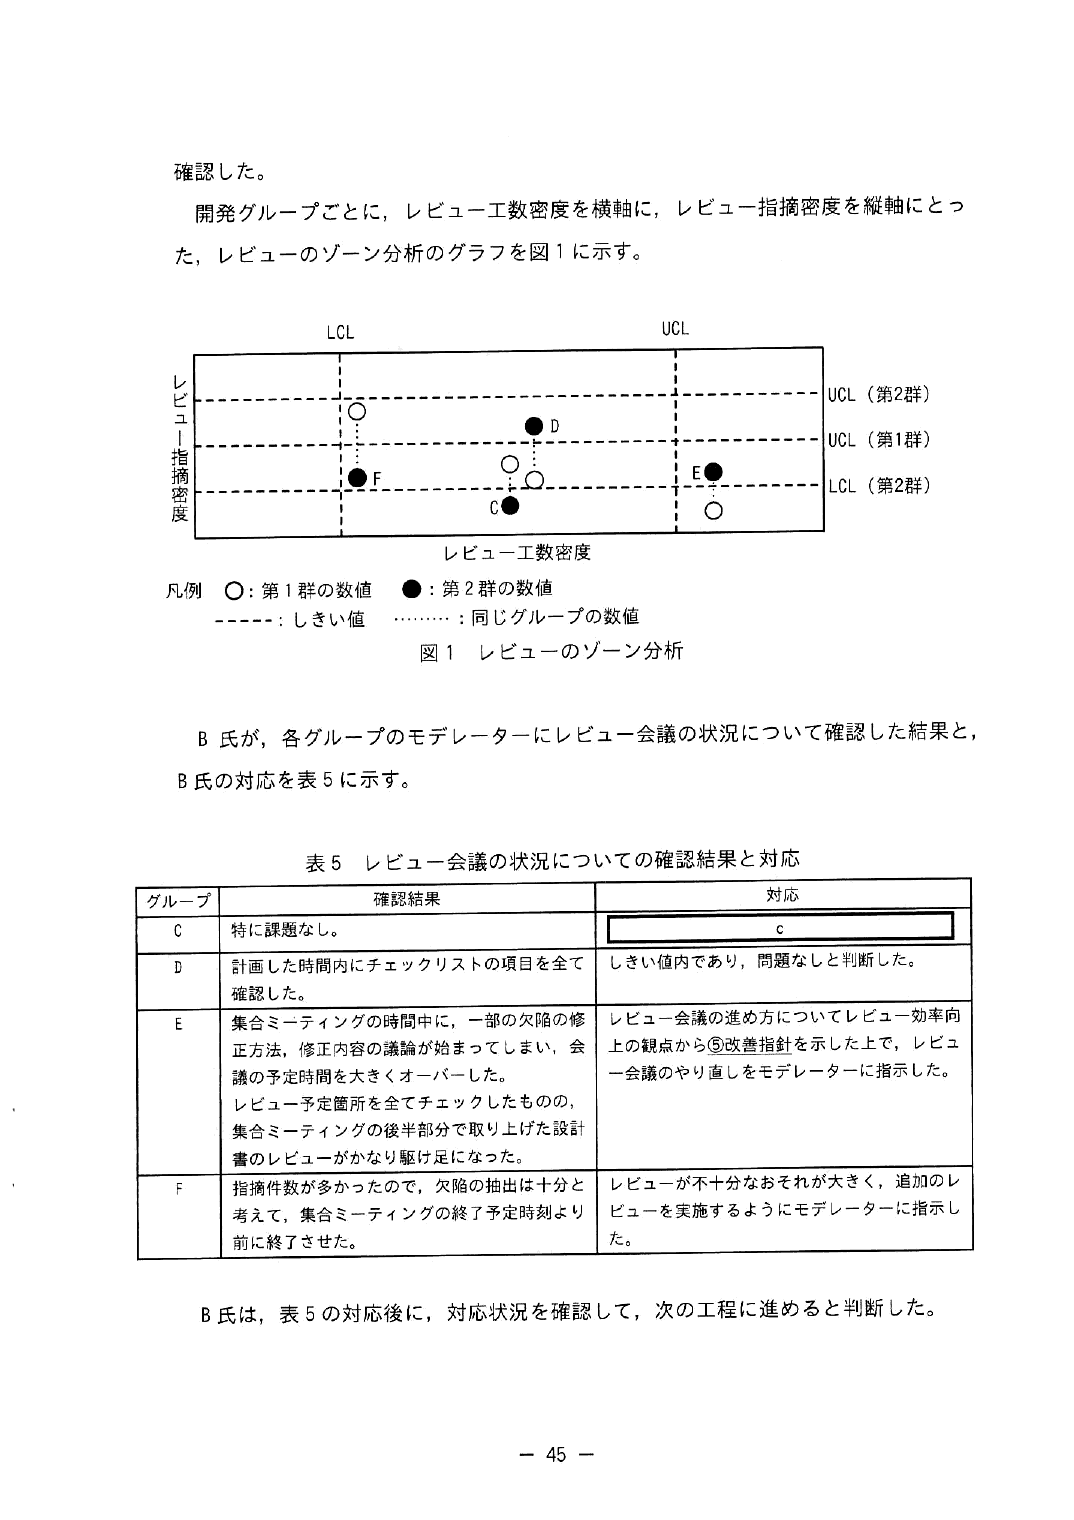 確認した。
開発グループごとに，レビュー工数密度を横軸に，レビュー指摘密度を縦軸にとっ
た，レビューのゾーン分析のグラフを図1に示す。
LCL
UCL
レビュー指摘密度
UCL（第2群）
UCL（第1群）
LCL（第2群）
D
F
E
C
レビュー工数密度
凡例 ○：第1群の数値 ●：第2群の数値
-----：しきい値 ………：同じグループの数値
図1 レビューのゾーン分析
B 氏が，各グループのモデレーターにレビュー会議の状況について確認した結果と，
B氏の対応を表5に示す。
表5 レビュー会議の状況についての確認結果と対応
グループ 確認結果 対応
C 特に課題なし。 c
D 計画した時間内にチェックリストの項目を全て
確認した。
しきい値内であり，問題なしと判断した。
E 集合ミーティングの時間中に，一部の欠陥の修
正方法，修正内容の議論が始まってしまい，会
議の予定時間を大きくオーバーした。
レビュー予定箇所を全てチェックしたものの，
集合ミーティングの後半部分で取り上げた設計
書のレビューがかなり駆け足になった。
レビュー会議の進め方についてレビュー効率向
上の観点から⑤改善指針を示した上で，レビュ
ー会議のやり直しをモデレーターに指示した。
F 指摘件数が多かったので，欠陥の抽出は十分と
考えて，集合ミーティングの終了予定時刻より
前に終了させた。
レビューが不十分なおそれが大きく，追加のレ
ビューを実施するようにモデレーターに指示し
た。
B氏は，表5の対応後に，対応状況を確認して，次の工程に進めると判断した。
－ 45 －